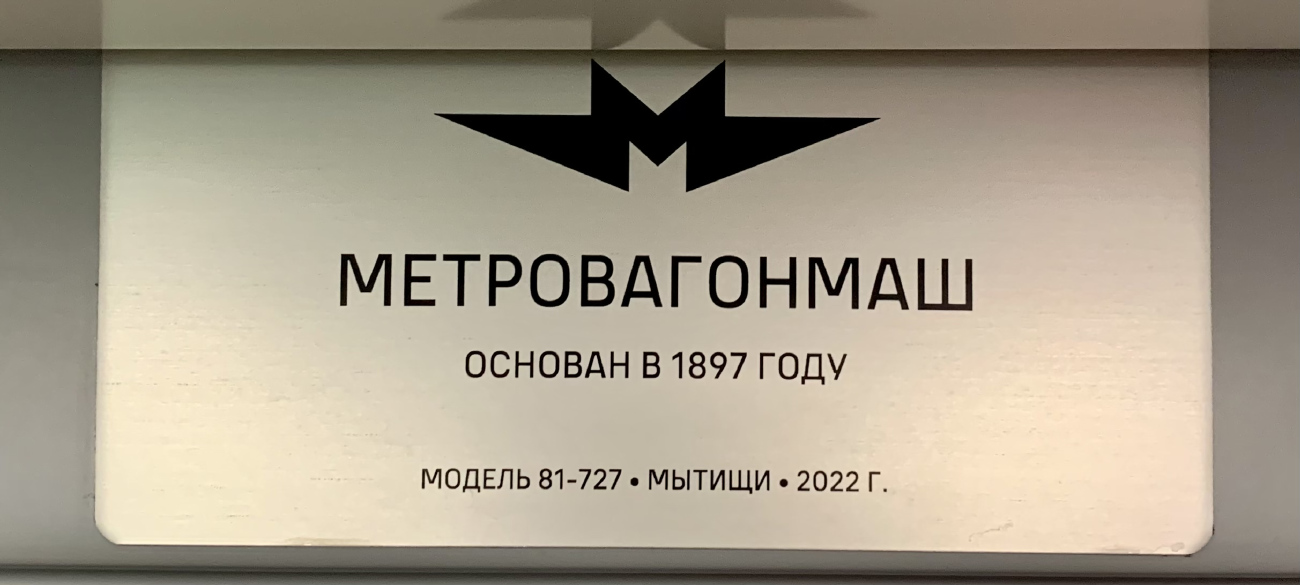 МЕТРОВАГОНМАШ
ОСНОВАН В 1897 ГОДУ
МОДЕЛЬ 81-727 • МЫТИЩИ • 2022 Г.